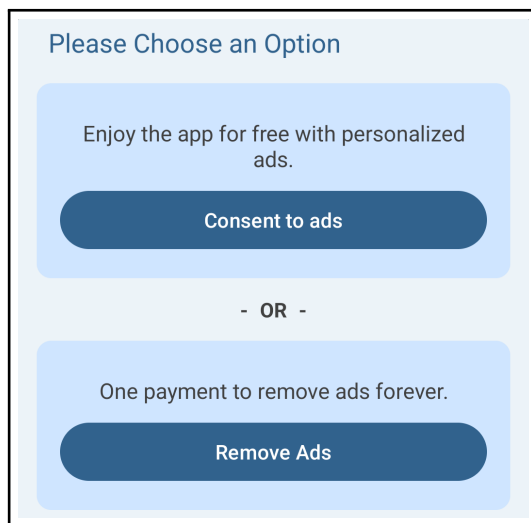 Please Choose an Option
Enjoy the app for free with personalized
ads.
Consent to ads
- OR -
One payment to remove ads forever.
Remove Ads